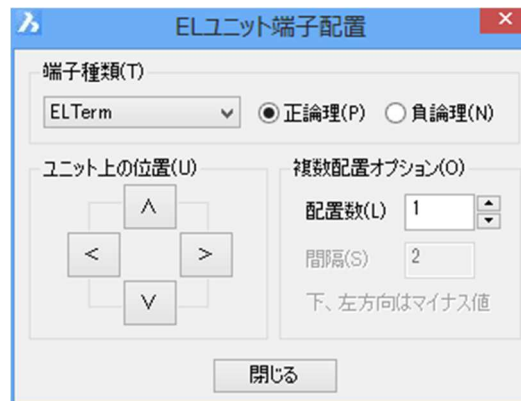 ELユニット端子配置
端子種類(T)
ELTerm
正論理(P)
負論理(N)
ユニット上の位置(U)
∧
<
>
∨
複数配置オプション(O)
配置数(L) 1
間隔(S) 2
下、左方向はマイナス値
閉じる